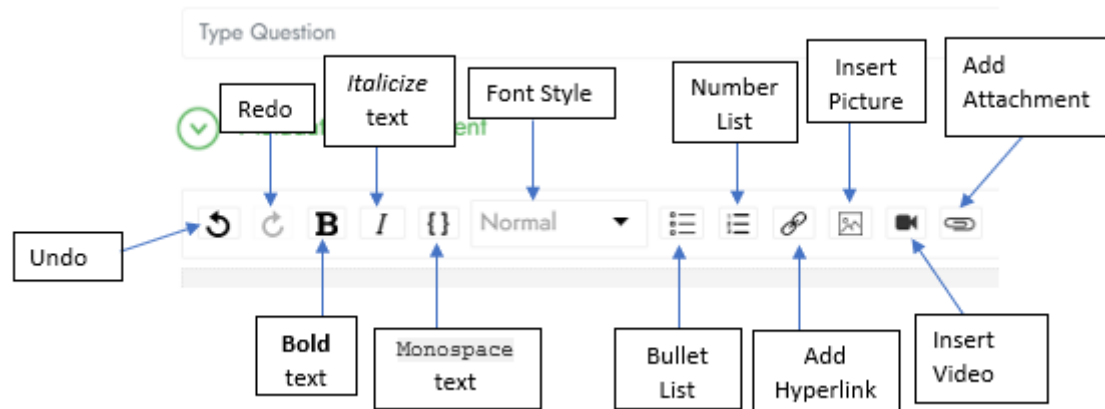 Type Question
Redo
Italicize
text
Font Style
Number
List
Insert
Picture
Add
Attachment
ent
B
I
{}
Normal
Undo
Bold
text
Monospace
text
Bullet
List
Add
Hyperlink
Insert
Video